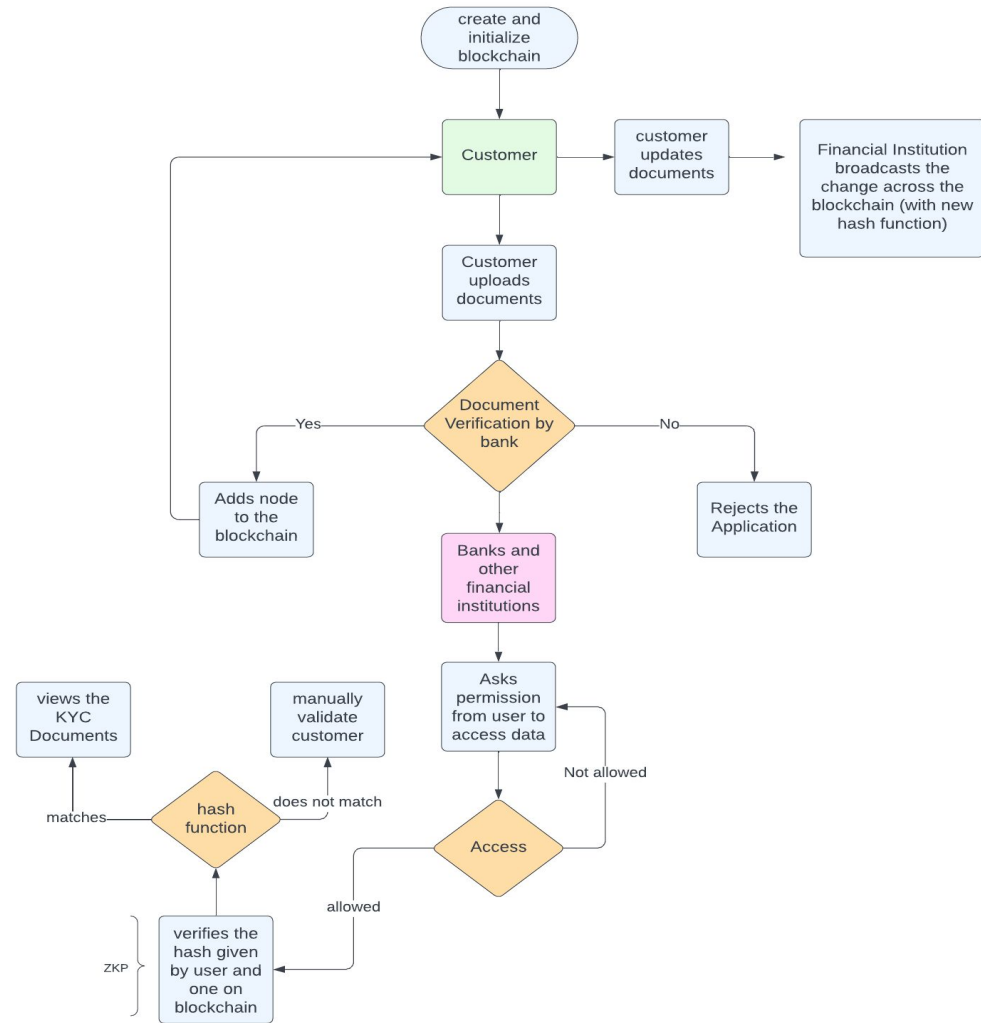 create and
initialize
blockchain
Customer
customer
updates
documents
Financial Institution
broadcasts the
change across the
blockchain (with new
hash function)
Customer
uploads
documents
Document
Verification by
bank
Yes
No
Adds node
to the
blockchain
Rejects the
Application
Banks and
other
financial
institutions
Asks
permission
from user to
access data
views the
KYC
Documents
manually
validate
customer
Not allowed
matches
hash
function
does not match
Access
allowed
verifies the
hash given
by user and
one on
blockchain
ZKP